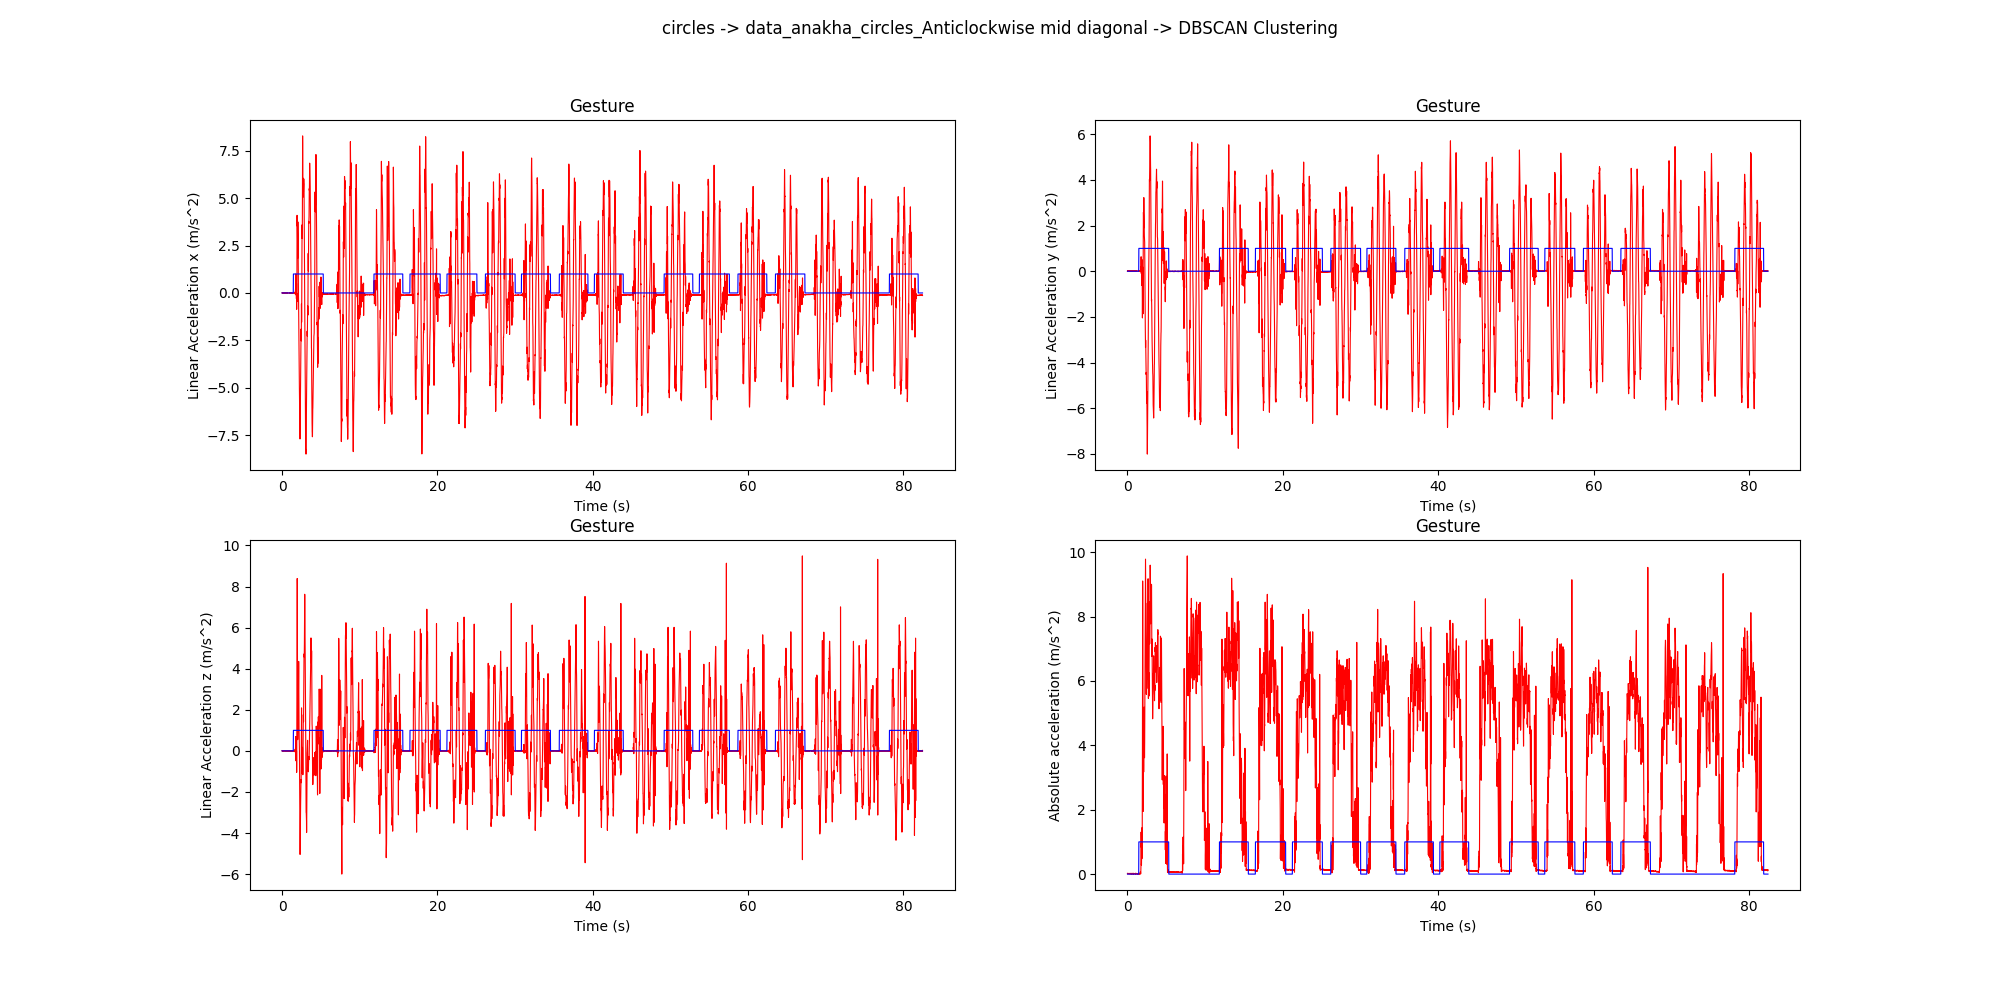 circles -> data_anakha_circles_Anticlockwise mid diagonal -> DBSCAN Clustering
Gesture
Linear Acceleration x (m/s^2)
7.5
5.0
2.5
0.0
−2.5
−5.0
−7.5
0 20 40 60 80
Time (s)
Gesture
Linear Acceleration y (m/s^2)
6
4
2
0
−2
−4
−6
−8
0 20 40 60 80
Time (s)
Gesture
Linear Acceleration z (m/s^2)
10
8
6
4
2
0
−2
−4
−6
0 20 40 60 80
Time (s)
Gesture
Absolute acceleration (m/s^2)
10
8
6
4
2
0
0 20 40 60 80
Time (s)